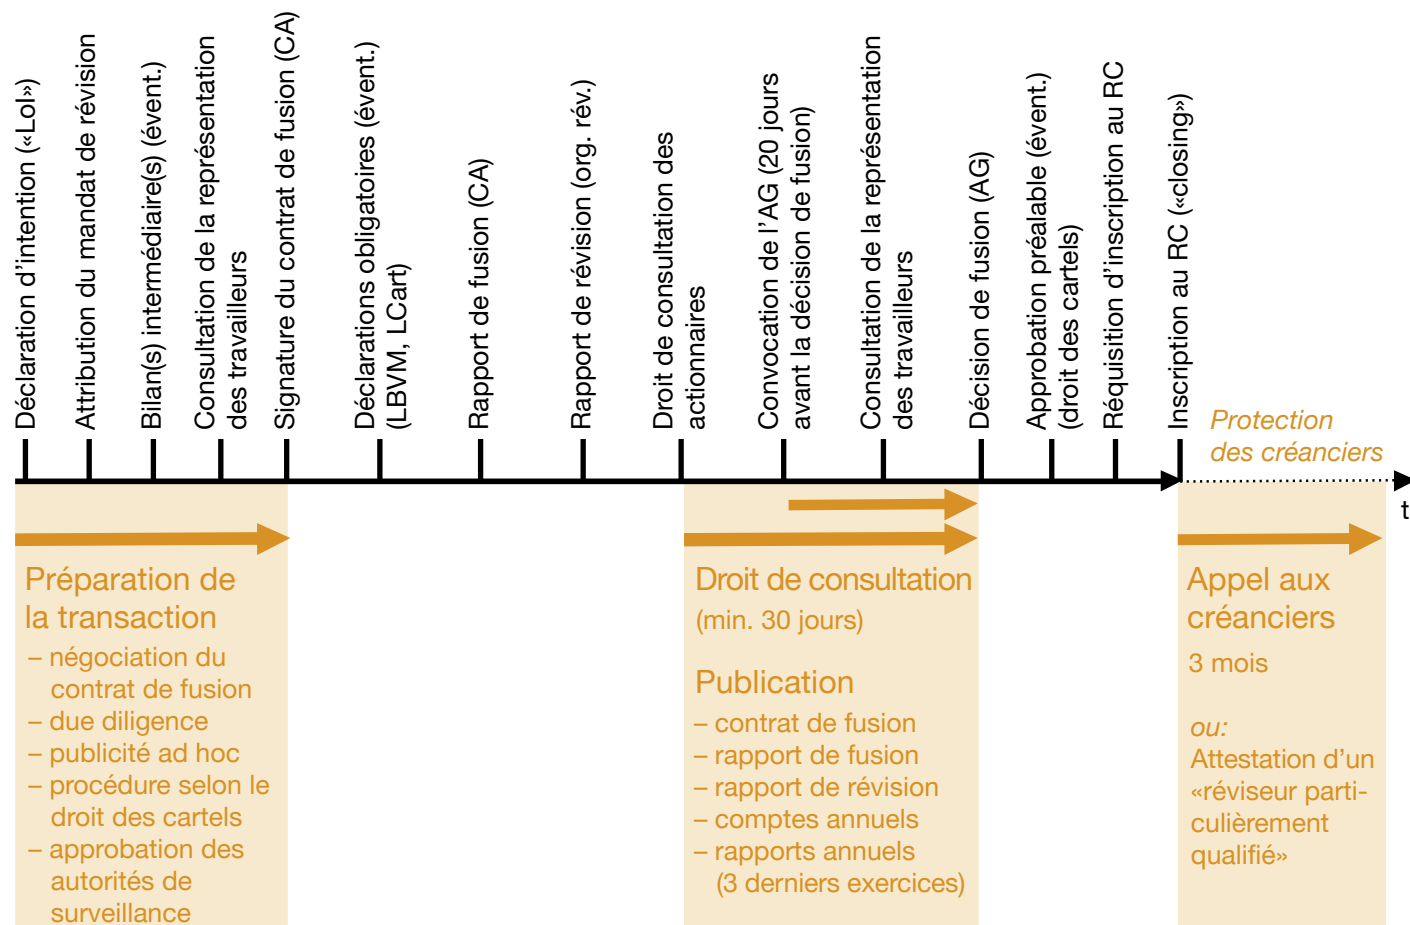 Déclaration d’intention («LoI»)
Attribution du mandat de révision
Bilan(s) intermédiaire(s) (évent.)
Consultation de la représentation
des travailleurs
Signature du contrat de fusion (CA)
Déclarations obligatoires (évent.)
(LBVM, LCart)
Rapport de fusion (CA)
Rapport de révision (org. rév.)
Droit de consultation des
actionnaires
Convocation de l’AG (20 jours
avant la décision de fusion)
Consultation de la représentation
des travailleurs
Décision de fusion (AG)
Approbation préalable (évent.)
(droit des cartels)
Réquisition d’inscription au RC
Inscription au RC («closing»)
Protection
des créanciers
t
Préparation de
la transaction
– négociation du
contrat de fusion
– due diligence
– publicité ad hoc
– procédure selon le
droit des cartels
– approbation des
autorités de
surveillance
Droit de consultation
(min. 30 jours)
Publication
– contrat de fusion
– rapport de fusion
– rapport de révision
– comptes annuels
– rapports annuels
(3 derniers exercices)
Appel aux
créanciers
3 mois
ou:
Attestation d’un
«réviseur parti-
culièrement
qualifié»